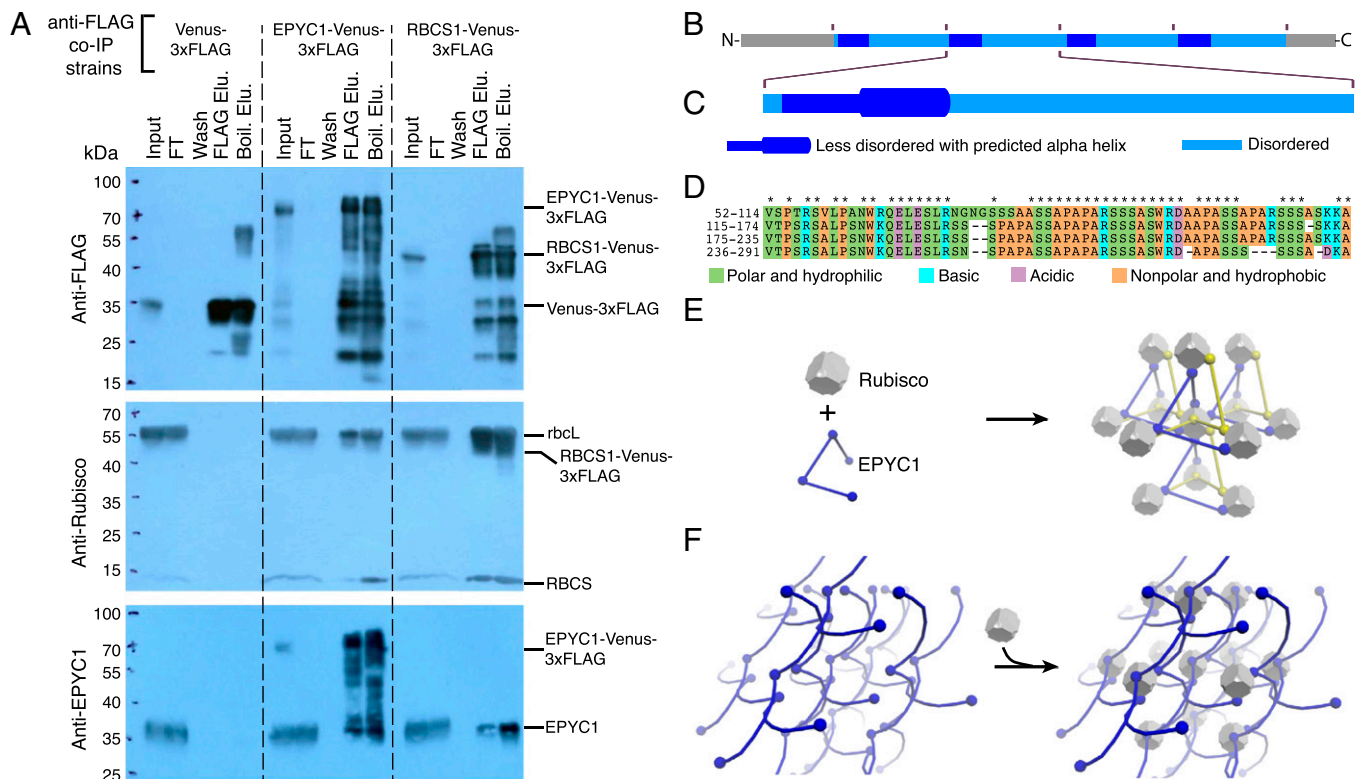 A
anti-FLAG
co-IP
strains
Venus-
3xFLAG
EPYC1-Venus-
3xFLAG
RBCS1-Venus-
3xFLAG
kDa
Input
FT
Wash
FLAG Elu.
Boil. Elu.
Input
FT
Wash
FLAG Elu.
Boil. Elu.
Input
FT
Wash
FLAG Elu.
Boil. Elu.
Anti-FLAG
100
70
55
40
35
25
15
EPYC1-Venus-
3xFLAG
RBCS1-Venus-
3xFLAG
Venus-3xFLAG
Anti-Rubisco
70
55
40
35
25
15
rbcL
RBCS1-Venus-
3xFLAG
RBCS
Anti-EPYC1
100
70
55
40
35
25
EPYC1-Venus-
3xFLAG
EPYC1
B
N-
-C
C
Less disordered with predicted alpha helix
Disordered
D
52-114 VSPTRSVLPANWRQELESLRNGNGSSSAASSAPAPARSSSASWRDAAPASSAPARSSSASKKA
115-174 VTPSRSALPSNWKQELESLRSS--SPAPASSAPAPARSSSASWRDAAPASSAPARSSS-SKKA
175-235 VTPSRSALPSNWKQELESLRSS--SPAPASSAPAPARSSSASWRDAAPASSAPARSSSASKKA
236-291 VTPSRSALPSNWKQELESLRSS--SPAPASSAPAPARSSSASWRD-APASS---SSSA-DKA
Polar and hydrophilic
Basic
Acidic
Nonpolar and hydrophobic
E
Rubisco
+
EPYC1
F